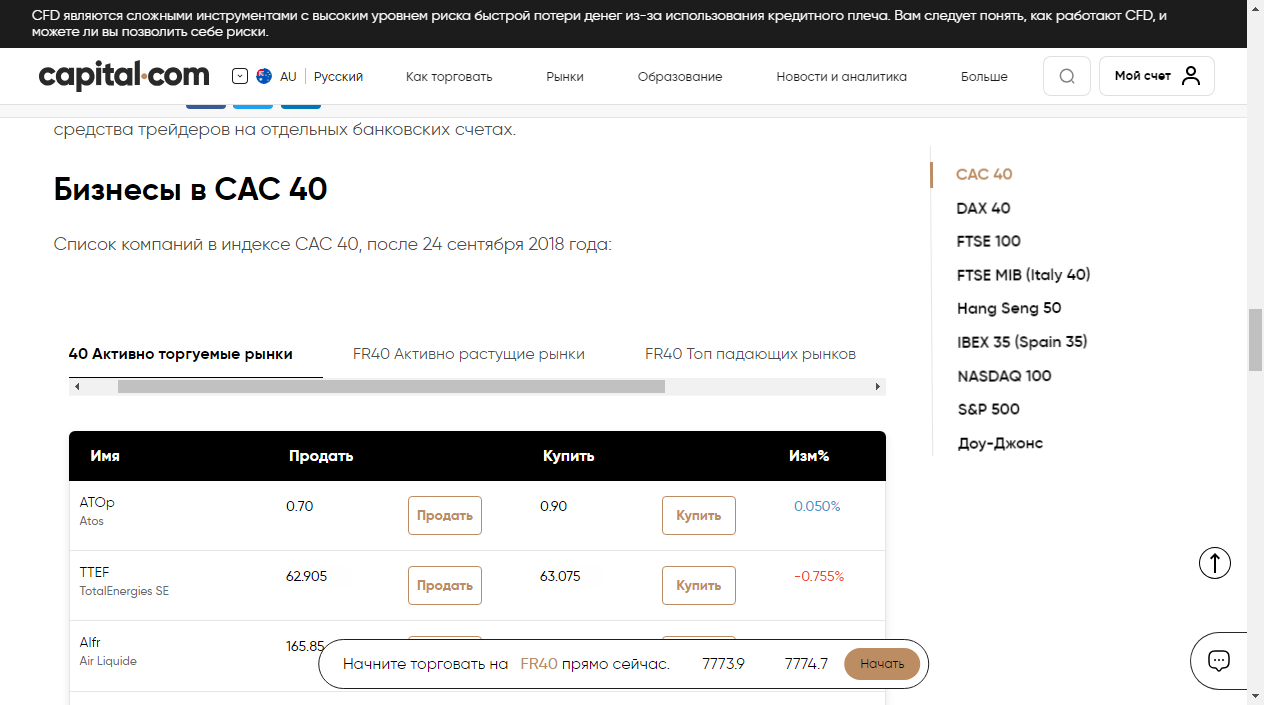 CFD являются сложными инструментами с высоким уровнем риска быстрой потери денег из-за использования кредитного плеча. Вам следует понять, как работают CFD, и
можете ли вы позволить себе риски.
capital.com AU Русский Как торговать Рынки Образование Новости и аналитика Больше Мой счет
средства трейдеров на отдельных банковских счетах.
Бизнесы в CAC 40
Список компаний в индексе CAC 40, после 24 сентября 2018 года:
40 Активно торгуемые рынки FR40 Активно растущие рынки FR40 Топ падающих рынков
Имя Продать Купить Изм%
ATOp 0.70 Продать 0.90 Купить 0.050%
Atos
TTEF 62.905 Продать 63.075 Купить -0.755%
TotalEnergies SE
AIfr 165.85
Air Liquide
Начните торговать на FR40 прямо сейчас. 7773.9 7774.7 Начать
CAC 40
DAX 40
FTSE 100
FTSE MIB (Italy 40)
Hang Seng 50
IBEX 35 (Spain 35)
NASDAQ 100
S&P 500
Доу-Джонс